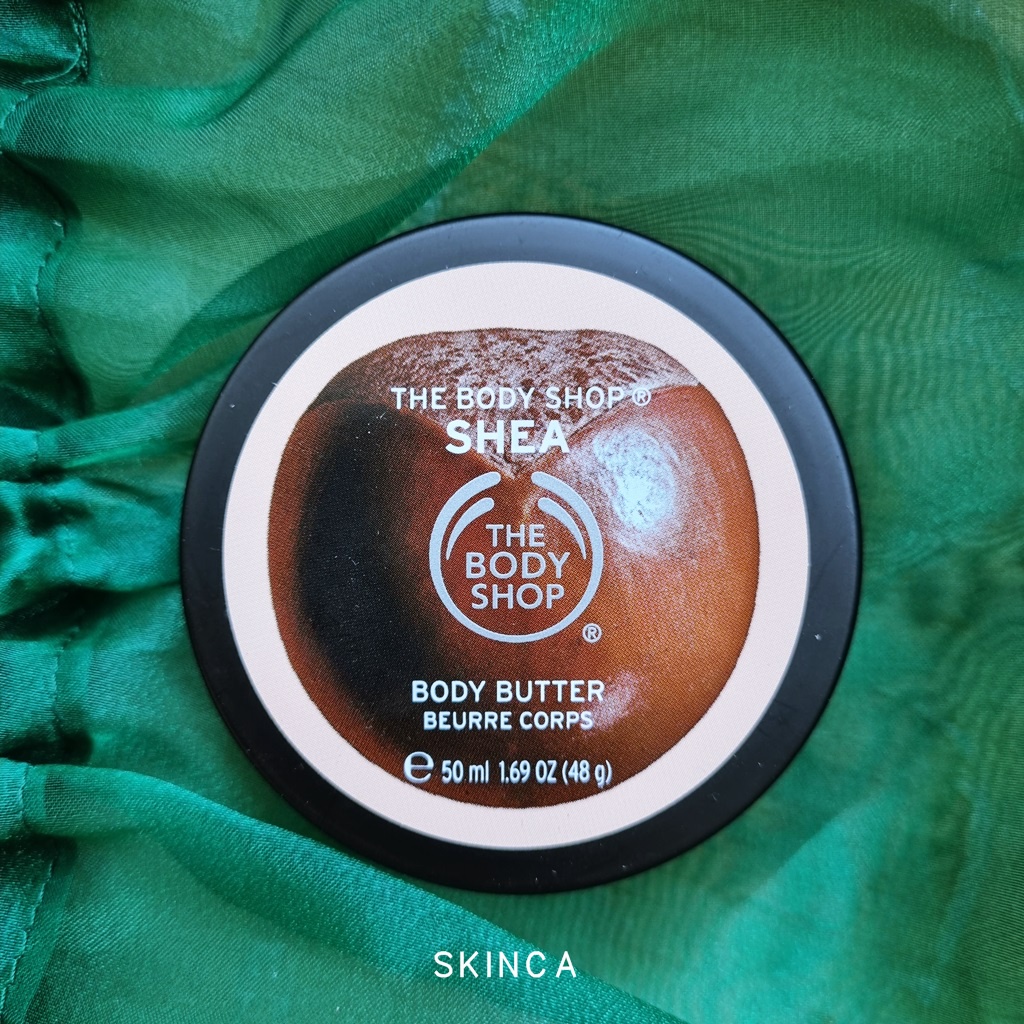 THE BODY SHOP®
SHEA
THE
BODY
SHOP
®
BODY BUTTER
BEURRE CORPS
℮ 50 ml 1.69 OZ (48 g)
SKINCA